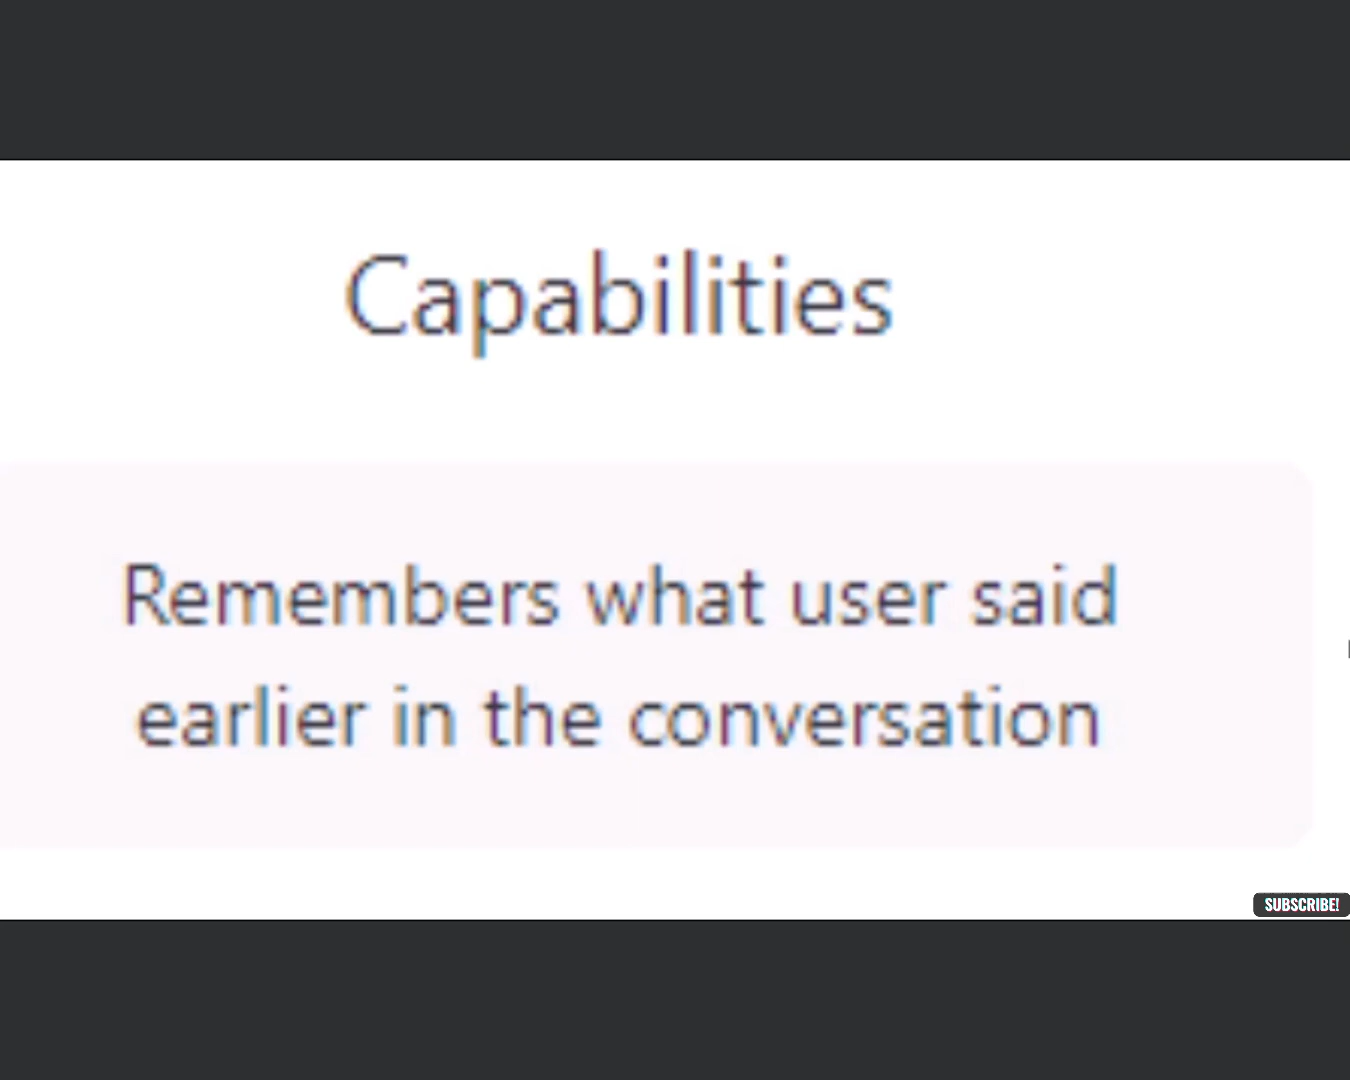 Capabilities
Remembers what user said
earlier in the conversation
SUBSCRIBE!